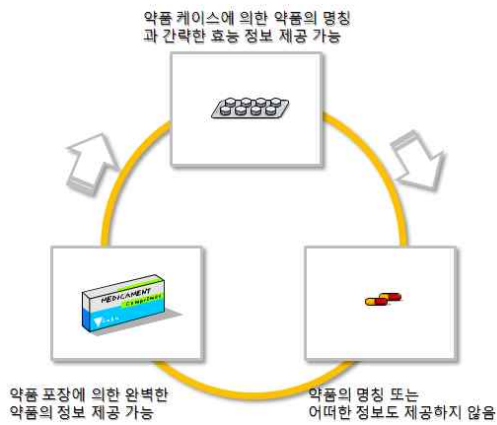 약품 케이스에 의한 약품의 명칭
과 간략한 효능 정보 제공 가능
MEDICAMENT
약품 포장에 의한 완벽한
약품의 정보 제공 가능
약품의 명칭 또는
어떠한 정보도 제공하지 않음